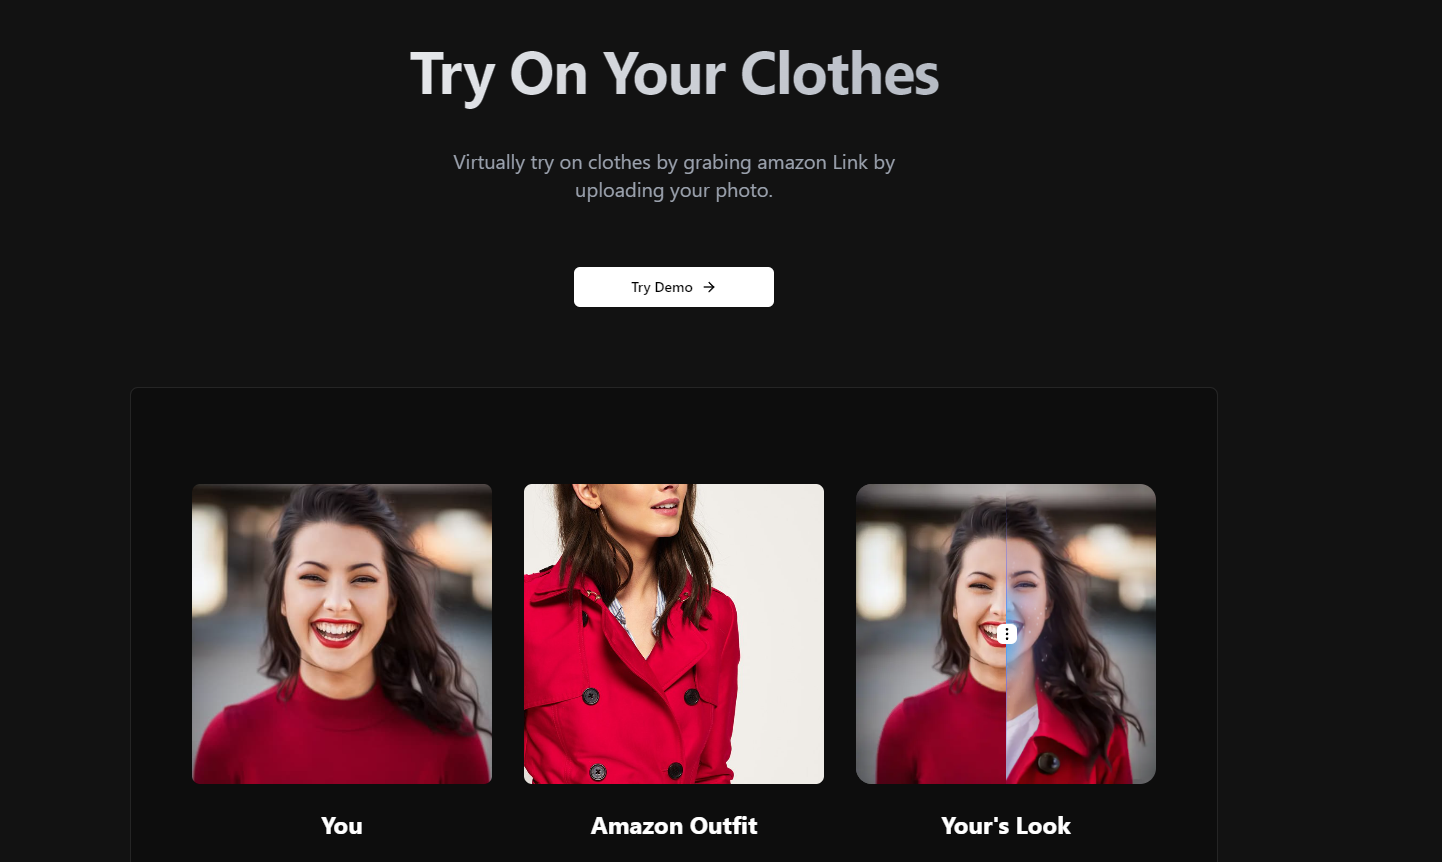 Try On Your Clothes
Virtually try on clothes by grabing amazon Link by
uploading your photo.
Try Demo
You
Amazon Outfit
Your's Look